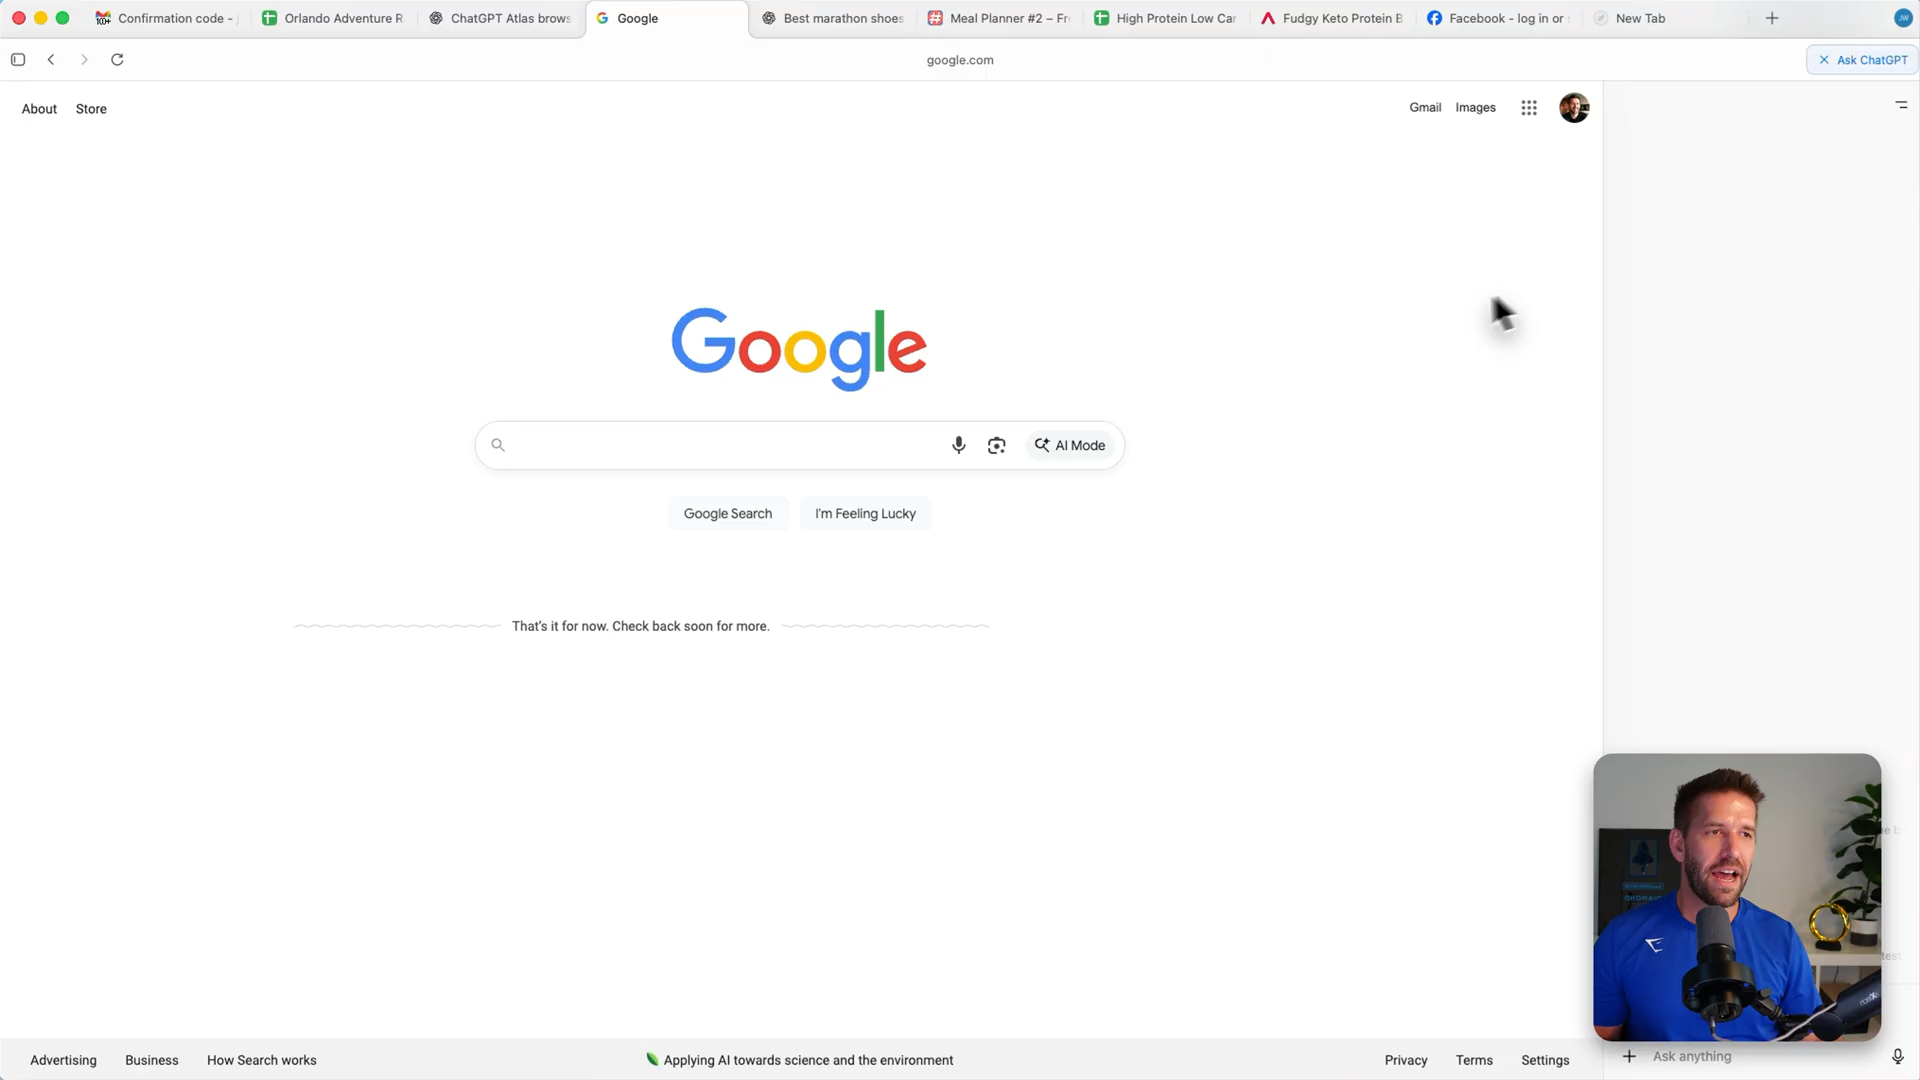 Confirmation code -
Orlando Adventure R
ChatGPT Atlas brows
Google
Best marathon shoes
Meal Planner #2 – Fr
High Protein Low Car
Fudgy Keto Protein B
Facebook - log in or
New Tab
JW
google.com
Ask ChatGPT
About
Store
Gmail
Images
Google
AI Mode
Google Search
I'm Feeling Lucky
That's it for now. Check back soon for more.
Advertising
Business
How Search works
Applying AI towards science and the environment
Privacy
Terms
Settings
Ask anything